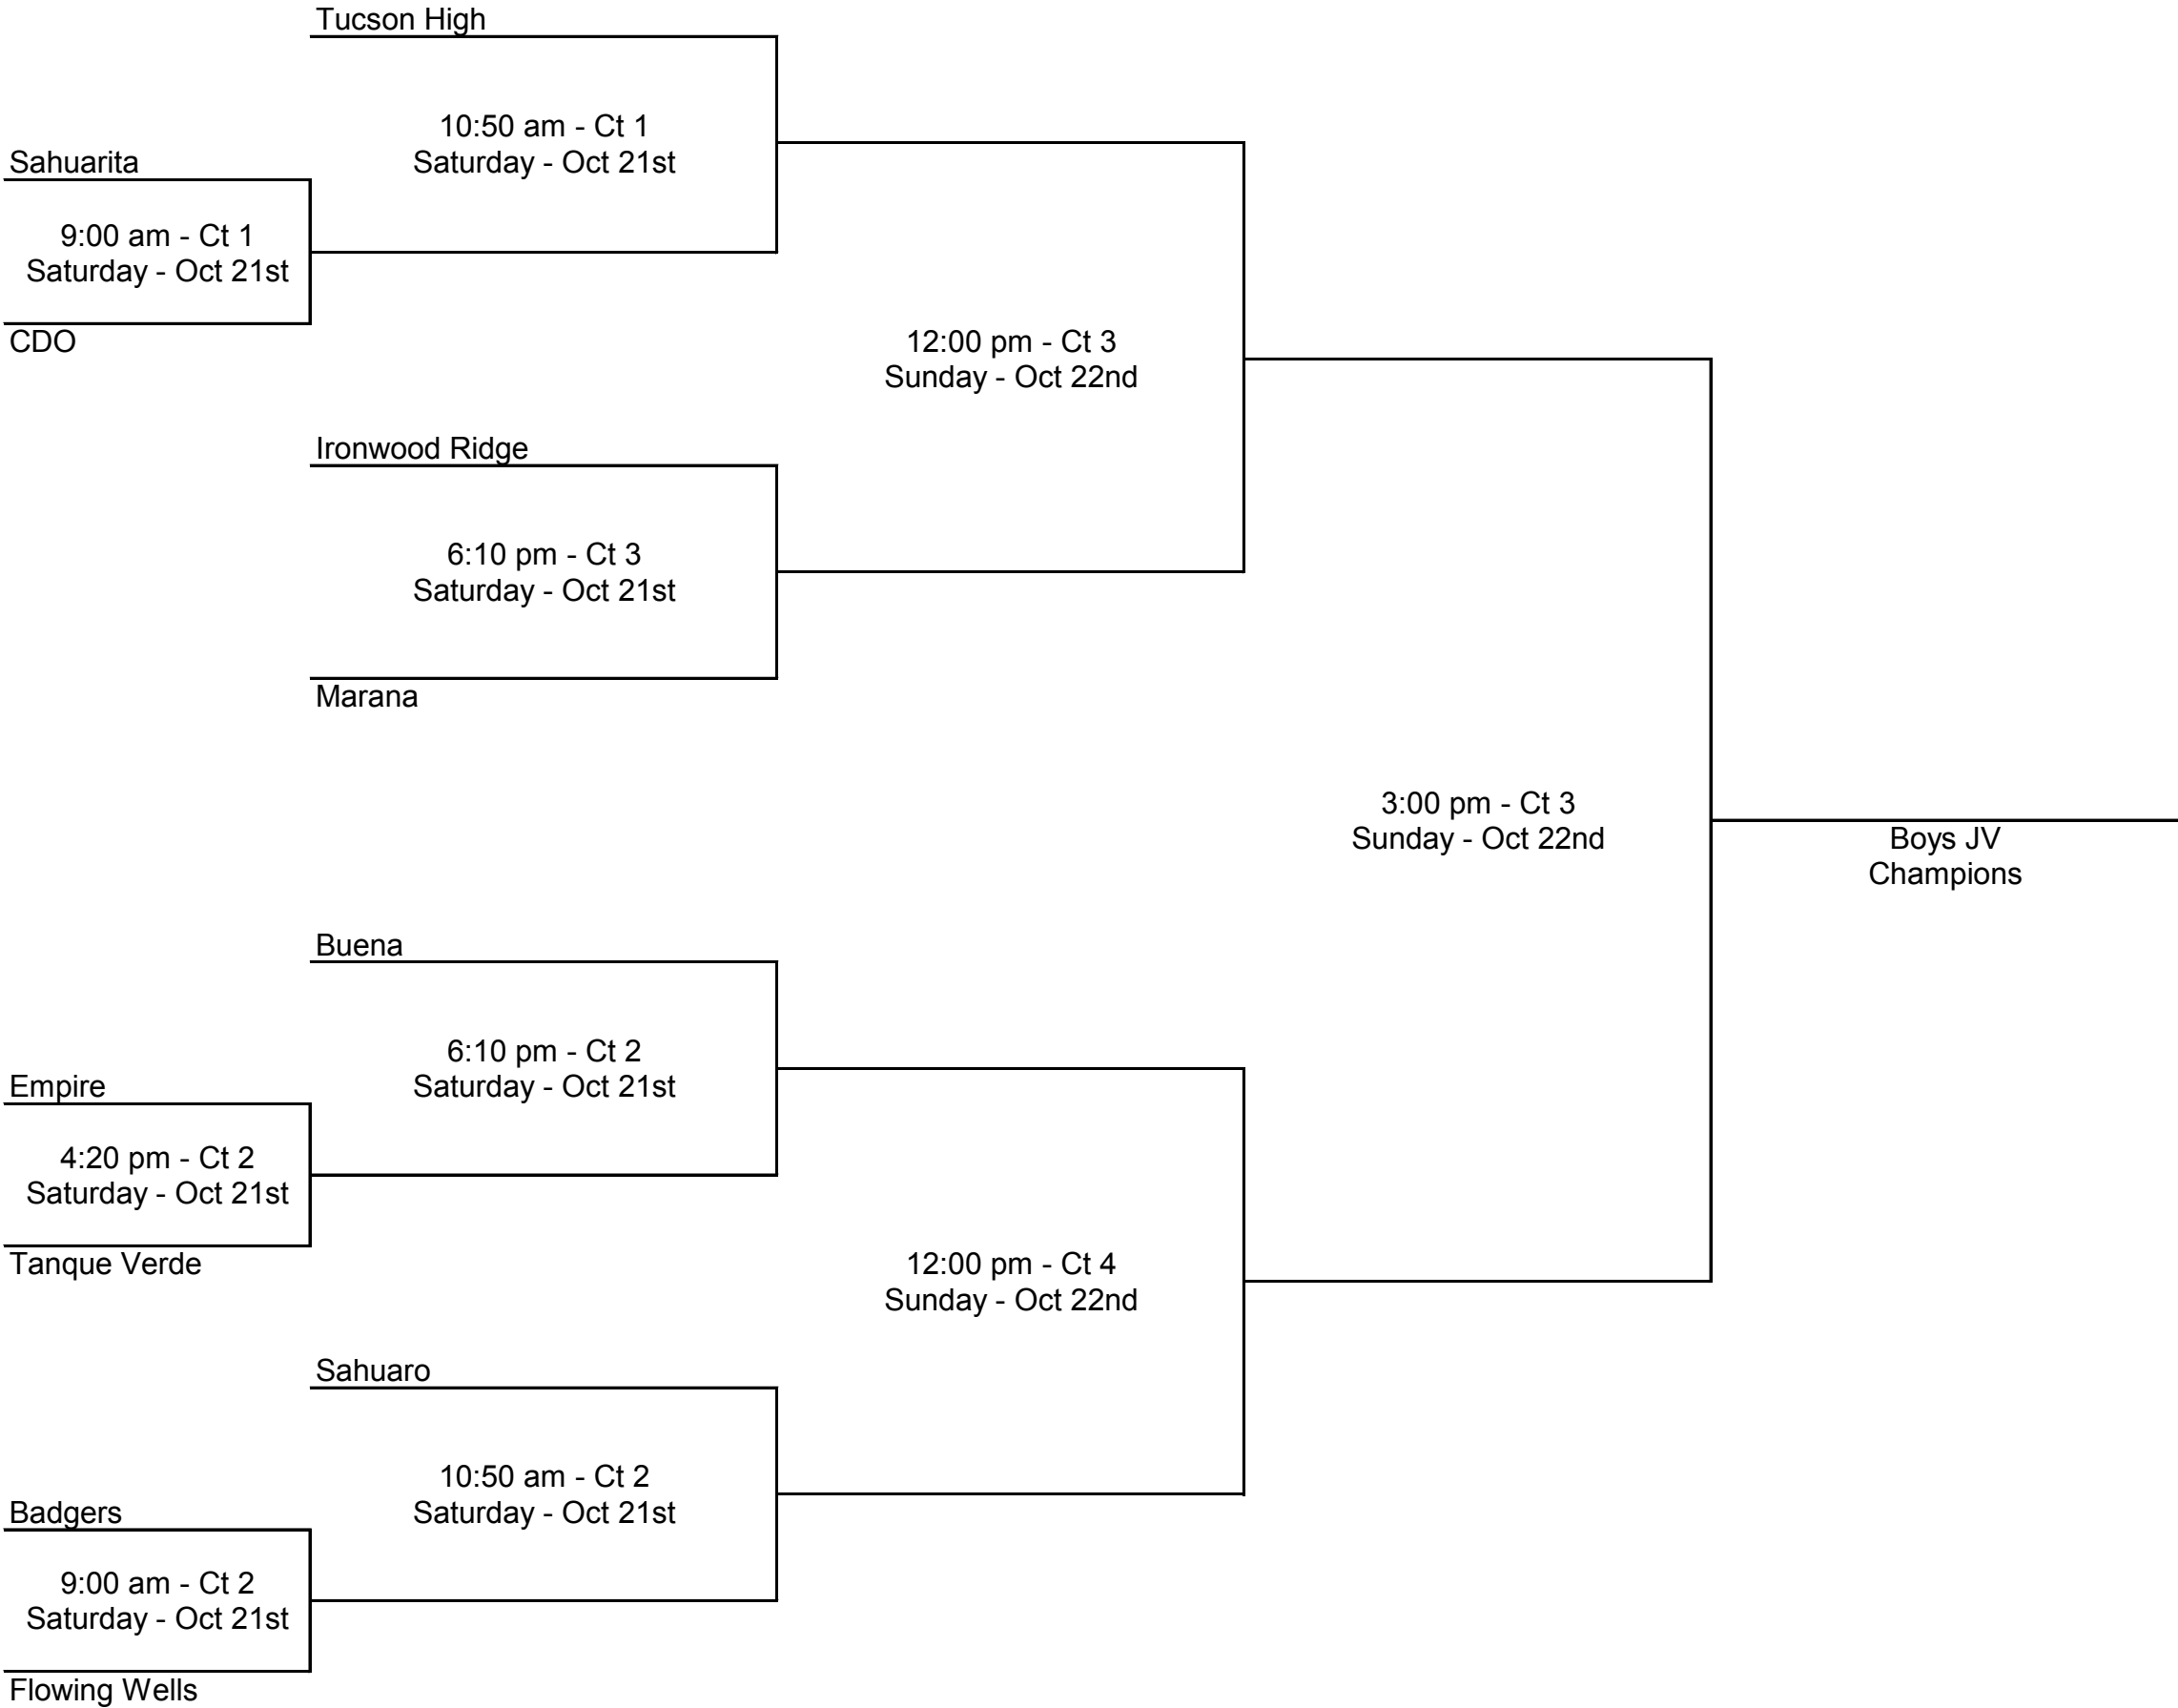 Tucson High
10:50 am - Ct 1
Saturday - Oct 21st
Sahuarita
9:00 am - Ct 1
Saturday - Oct 21st
CDO
12:00 pm - Ct 3
Sunday - Oct 22nd
Ironwood Ridge
6:10 pm - Ct 3
Saturday - Oct 21st
Marana
3:00 pm - Ct 3
Sunday - Oct 22nd
Boys JV
Champions
Buena
6:10 pm - Ct 2
Saturday - Oct 21st
Empire
4:20 pm - Ct 2
Saturday - Oct 21st
Tanque Verde
12:00 pm - Ct 4
Sunday - Oct 22nd
Sahuaro
10:50 am - Ct 2
Saturday - Oct 21st
Badgers
9:00 am - Ct 2
Saturday - Oct 21st
Flowing Wells